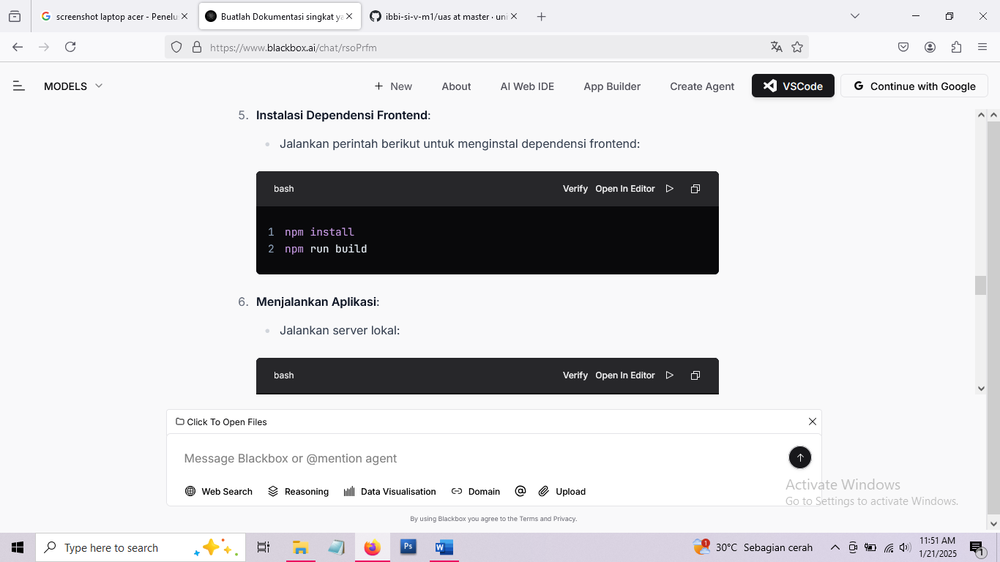 screenshot laptop acer - Penelu
Buatlah Dokumentasi singkat ya
ibbi-si-v-m1/uas at master · uni
https://www.blackbox.ai/chat/rsoPrfm
MODELS
New
About
AI Web IDE
App Builder
Create Agent
VSCode
Continue with Google
5. Instalasi Dependensi Frontend:
Jalankan perintah berikut untuk menginstal dependensi frontend:
bash
Verify Open In Editor
1 npm install
2 npm run build
6. Menjalankan Aplikasi:
Jalankan server lokal:
bash
Verify Open In Editor
Click To Open Files
Message Blackbox or @mention agent
Web Search
Reasoning
Data Visualisation
Domain
Upload
Activate Windows
Go to Settings to activate Windows.
By using Blackbox you agree to the Terms and Privacy.
Type here to search
Ps
W
1
30°C Sebagian cerah
11:51 AM
1/21/2025
1